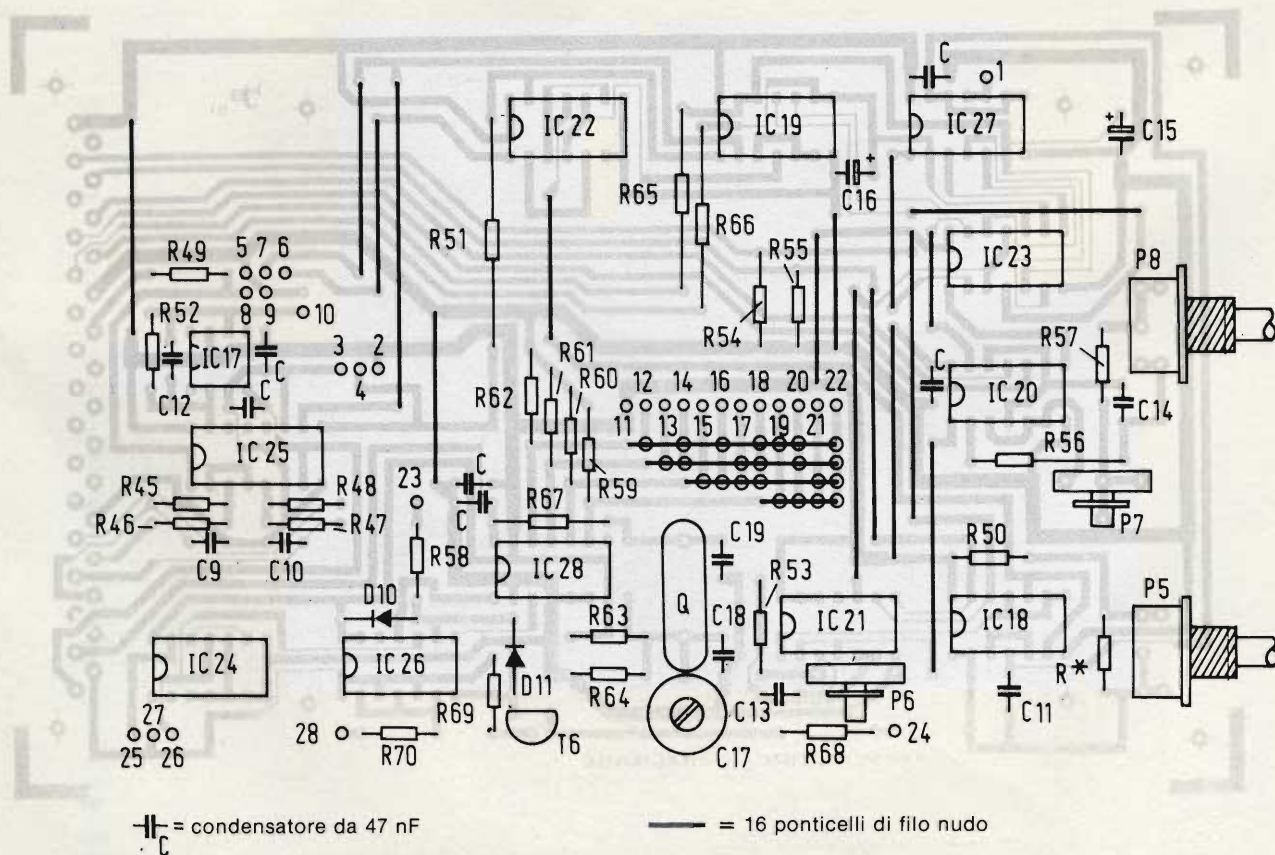 C
1
IC 22
IC 19
IC 27
C15
+
C16
+
R65
R66
R51
R49
5 7 6
R55
IC 23
P8
R54
R52
8 9
10
IC17
C
C
C12
3 2
4
R57
R61
R60
R62
R59
12 14 16 18 20 22
11 13 15 17 19 21
C
IC 20
C14
IC 25
R56
R45
R48
23
C
C
R67
R46
R47
P7
C9
C10
R58
IC 28
C19
R53
R50
P5
D10
Q
C18
IC 21
IC 18
R63
IC 24
IC 26
D11
R64
R*
R69
C13
P6
C11
27
25 26
28
R70
T6
C17
R68
24
= condensatore da 47 nF
C
= 16 ponticelli di filo nudo